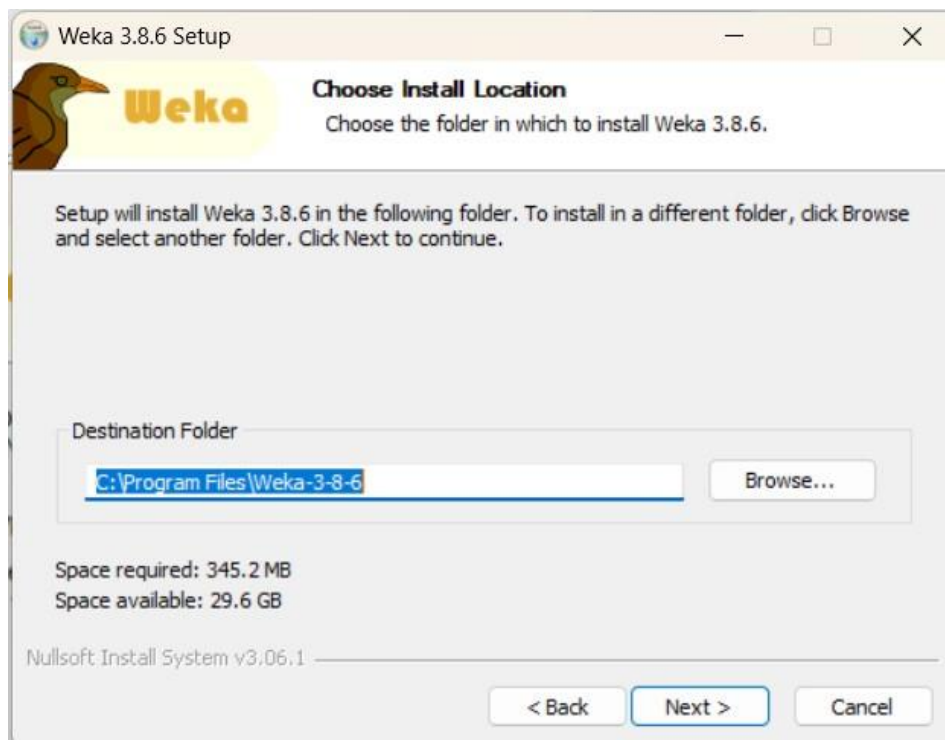 Weka 3.8.6 Setup
Weka
Choose Install Location
Choose the folder in which to install Weka 3.8.6.
Setup will install Weka 3.8.6 in the following folder. To install in a different folder, click Browse
and select another folder. Click Next to continue.
Destination Folder
C:\Program Files\Weka-3-8-6
Browse...
Space required: 345.2 MB
Space available: 29.6 GB
Nullsoft Install System v3.06.1
< Back
Next >
Cancel